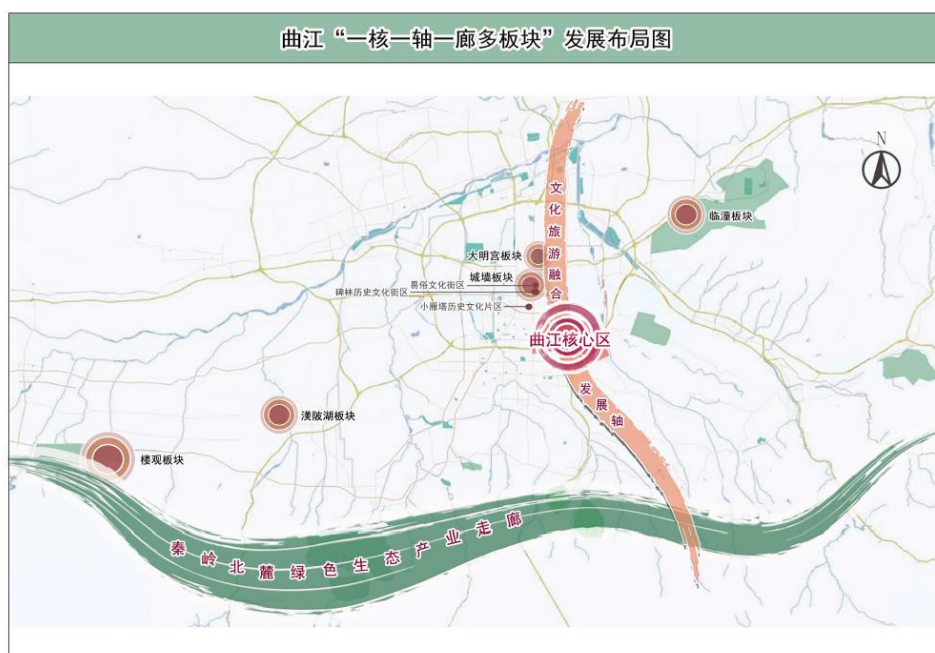 曲江“一核一轴一廊多板块”发展布局图
N
文化旅游融合
临潼板块
大明宫板块
城墙板块
易俗文化街区
碑林历史文化街区
小雁塔历史文化片区
曲江核心区
发展轴
渼陂湖板块
楼观板块
秦岭北麓绿色生态产业走廊